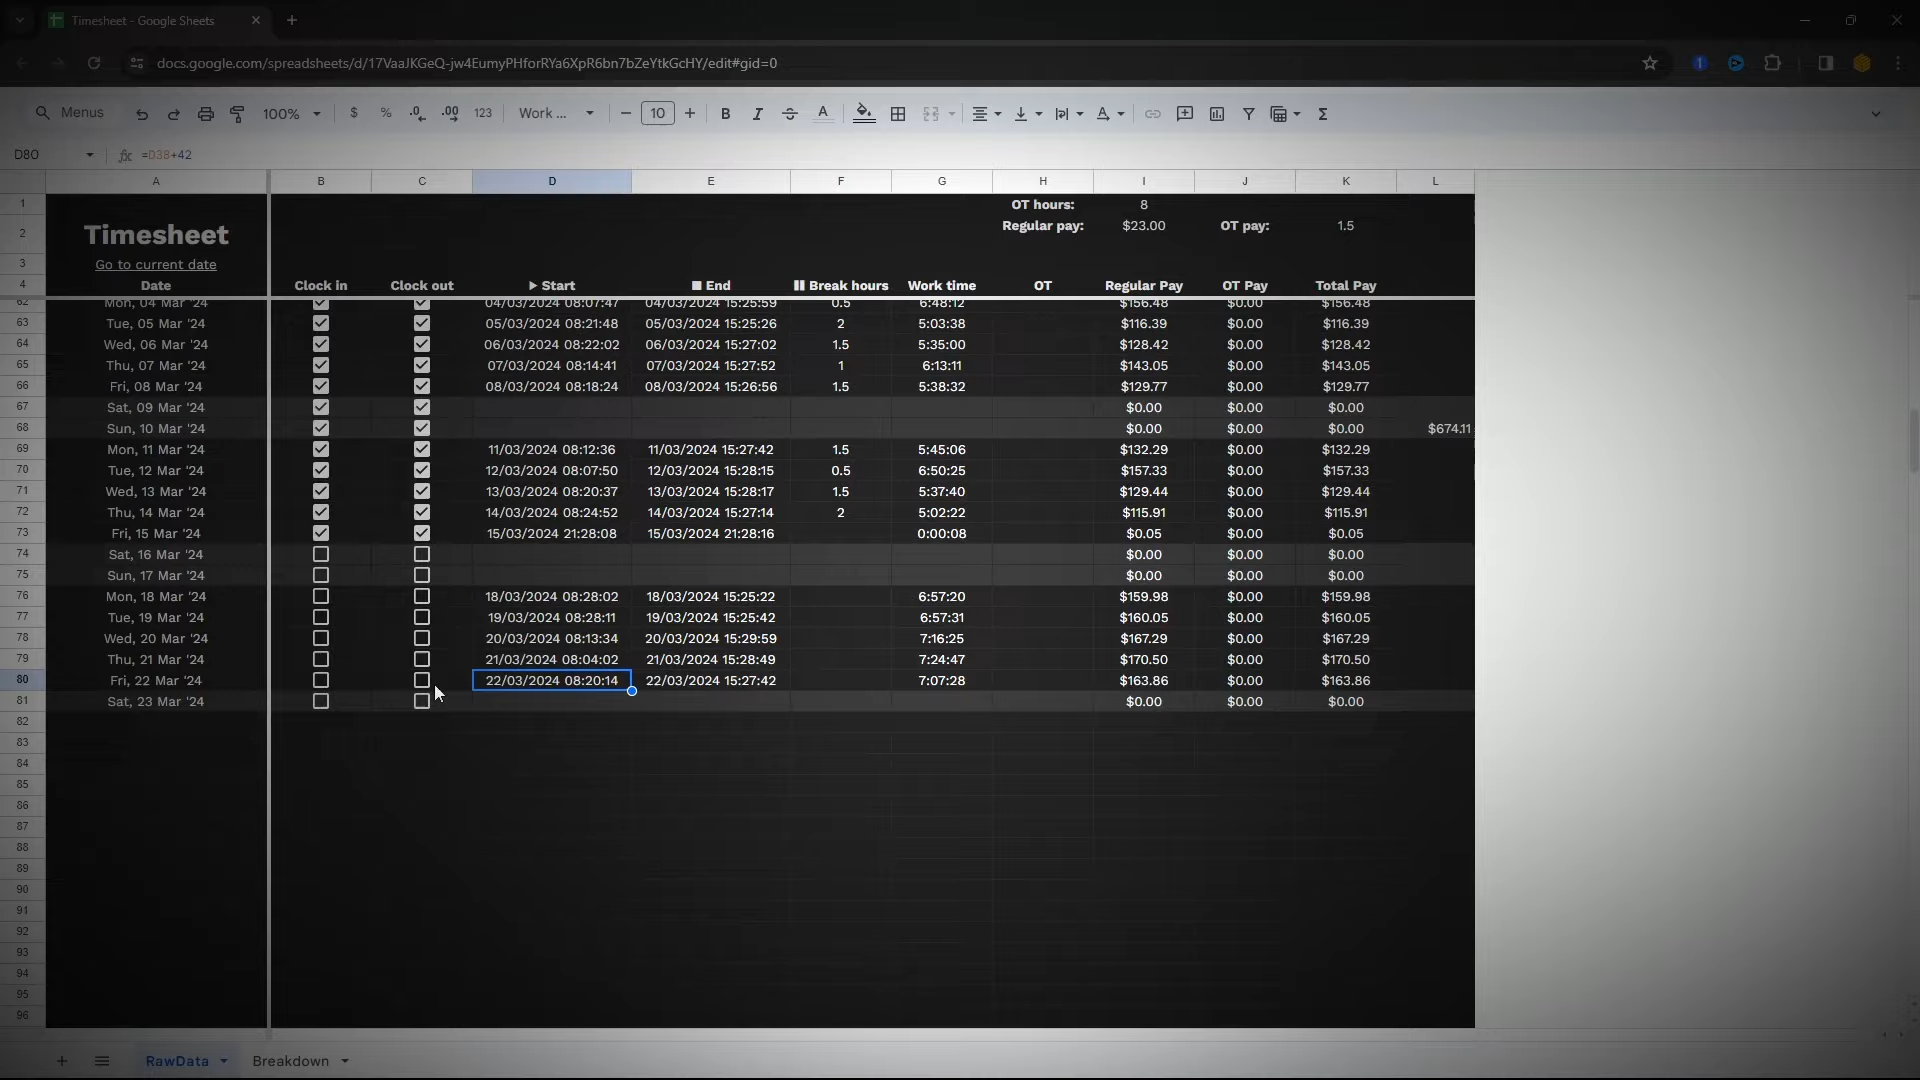 Timesheet - Google Sheets
docs.google.com/spreadsheets/d/17VaaJKGeQ-jw4EumyPHforRYa6XpR6bn7bZeYtkGcHY/edit#gid=0
Menus 100% $ % .0 .00 123 Work ... 10 B I A A Σ
D80 fx =D38+42
A B C D E F G H I J K L
1 OT hours: 8
2 Timesheet Regular pay: $23.00 OT pay: 1.5
3 Go to current date
4 Date Clock in Clock out Start End Break hours Work time OT Regular Pay OT Pay Total Pay
62 Mon, 04 Mar '24 04/03/2024 08:07:47 04/03/2024 15:25:59 0.5 6:48:12 $156.48 $0.00 $156.48
63 Tue, 05 Mar '24 05/03/2024 08:21:48 05/03/2024 15:25:26 2 5:03:38 $116.39 $0.00 $116.39
64 Wed, 06 Mar '24 06/03/2024 08:22:02 06/03/2024 15:27:02 1.5 5:35:00 $128.42 $0.00 $128.42
65 Thu, 07 Mar '24 07/03/2024 08:14:41 07/03/2024 15:27:52 1 6:13:11 $143.05 $0.00 $143.05
66 Fri, 08 Mar '24 08/03/2024 08:18:24 08/03/2024 15:26:56 1.5 5:38:32 $129.77 $0.00 $129.77
67 Sat, 09 Mar '24 $0.00 $0.00 $0.00
68 Sun, 10 Mar '24 $0.00 $0.00 $0.00 $674.11
69 Mon, 11 Mar '24 11/03/2024 08:12:36 11/03/2024 15:27:42 1.5 5:45:06 $132.29 $0.00 $132.29
70 Tue, 12 Mar '24 12/03/2024 08:07:50 12/03/2024 15:28:15 0.5 6:50:25 $157.33 $0.00 $157.33
71 Wed, 13 Mar '24 13/03/2024 08:20:37 13/03/2024 15:28:17 1.5 5:37:40 $129.44 $0.00 $129.44
72 Thu, 14 Mar '24 14/03/2024 08:24:52 14/03/2024 15:27:14 2 5:02:22 $115.91 $0.00 $115.91
73 Fri, 15 Mar '24 15/03/2024 21:28:08 15/03/2024 21:28:16 0:00:08 $0.05 $0.00 $0.05
74 Sat, 16 Mar '24 $0.00 $0.00 $0.00
75 Sun, 17 Mar '24 $0.00 $0.00 $0.00
76 Mon, 18 Mar '24 18/03/2024 08:28:02 18/03/2024 15:25:22 6:57:20 $159.98 $0.00 $159.98
77 Tue, 19 Mar '24 19/03/2024 08:28:11 19/03/2024 15:25:42 6:57:31 $160.05 $0.00 $160.05
78 Wed, 20 Mar '24 20/03/2024 08:13:34 20/03/2024 15:29:59 7:16:25 $167.29 $0.00 $167.29
79 Thu, 21 Mar '24 21/03/2024 08:04:02 21/03/2024 15:28:49 7:24:47 $170.50 $0.00 $170.50
80 Fri, 22 Mar '24 22/03/2024 08:20:14 22/03/2024 15:27:42 7:07:28 $163.86 $0.00 $163.86
81 Sat, 23 Mar '24 $0.00 $0.00 $0.00
82
83
84
85
86
87
88
89
90
91
92
93
94
95
96
RawData Breakdown